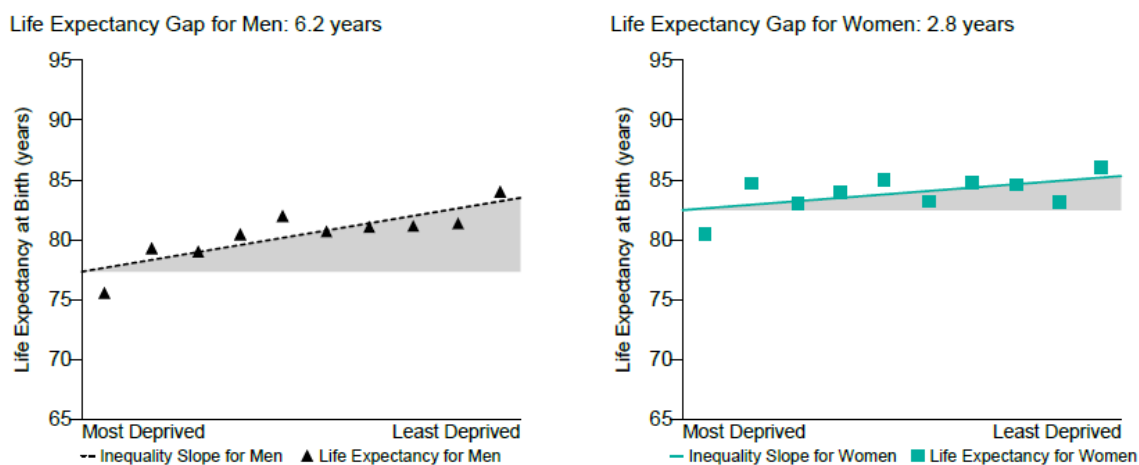 Life Expectancy Gap for Men: 6.2 years
Life Expectancy at Birth (years)
95
90
85
80
75
70
65
Most Deprived Least Deprived
Inequality Slope for Men Life Expectancy for Men
Life Expectancy Gap for Women: 2.8 years
Life Expectancy at Birth (years)
95
90
85
80
75
70
65
Most Deprived Least Deprived
Inequality Slope for Women Life Expectancy for Women